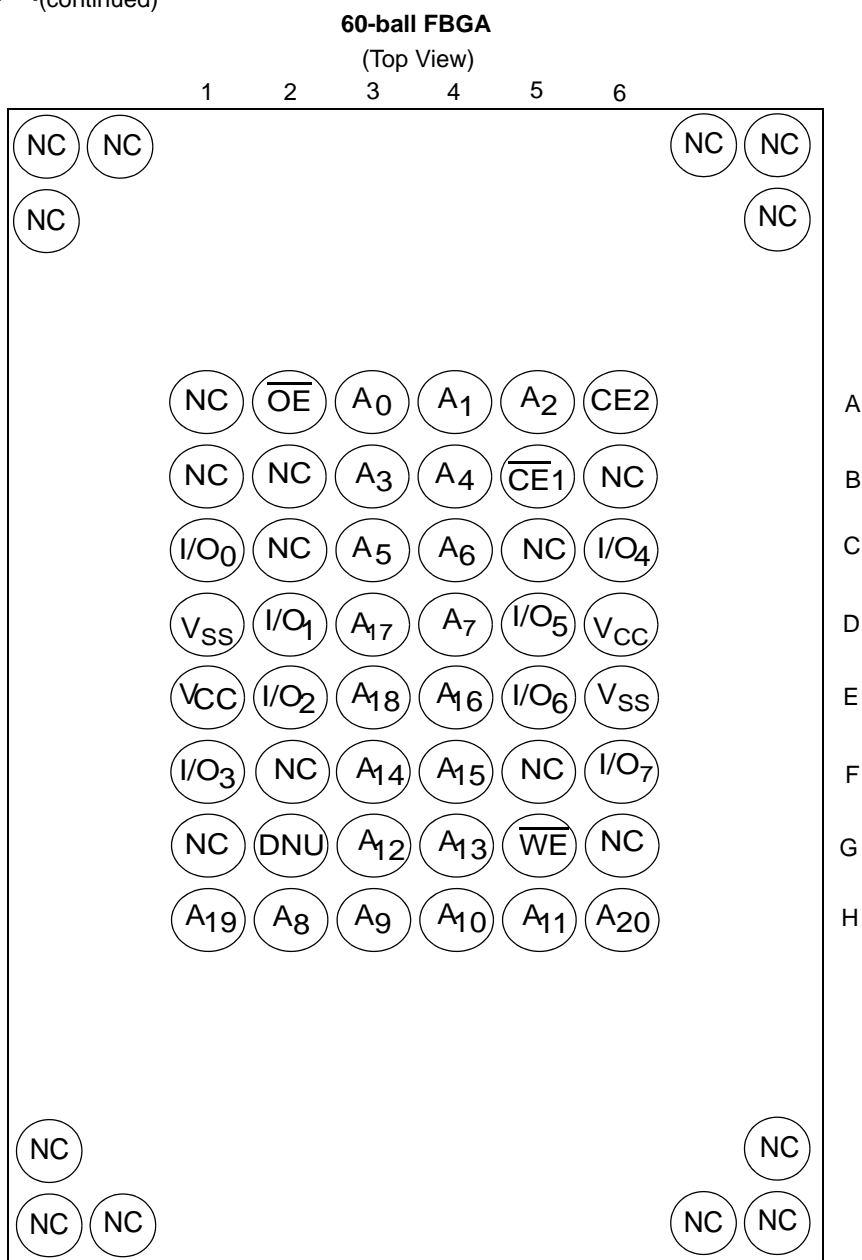 (continued)
60-ball FBGA
(Top View)
1 2 3 4 5 6
NC NC NC NC
NC NC
NC O̅E̅ A0 A1 A2 CE2 A
NC NC A3 A4 C̅E̅1 NC B
I/O0 NC A5 A6 NC I/O4 C
VSS I/O1 A17 A7 I/O5 VCC D
VCC I/O2 A18 A16 I/O6 VSS E
I/O3 NC A14 A15 NC I/O7 F
NC DNU A12 A13 W̅E̅ NC G
A19 A8 A9 A10 A11 A20 H
NC NC
NC NC NC NC